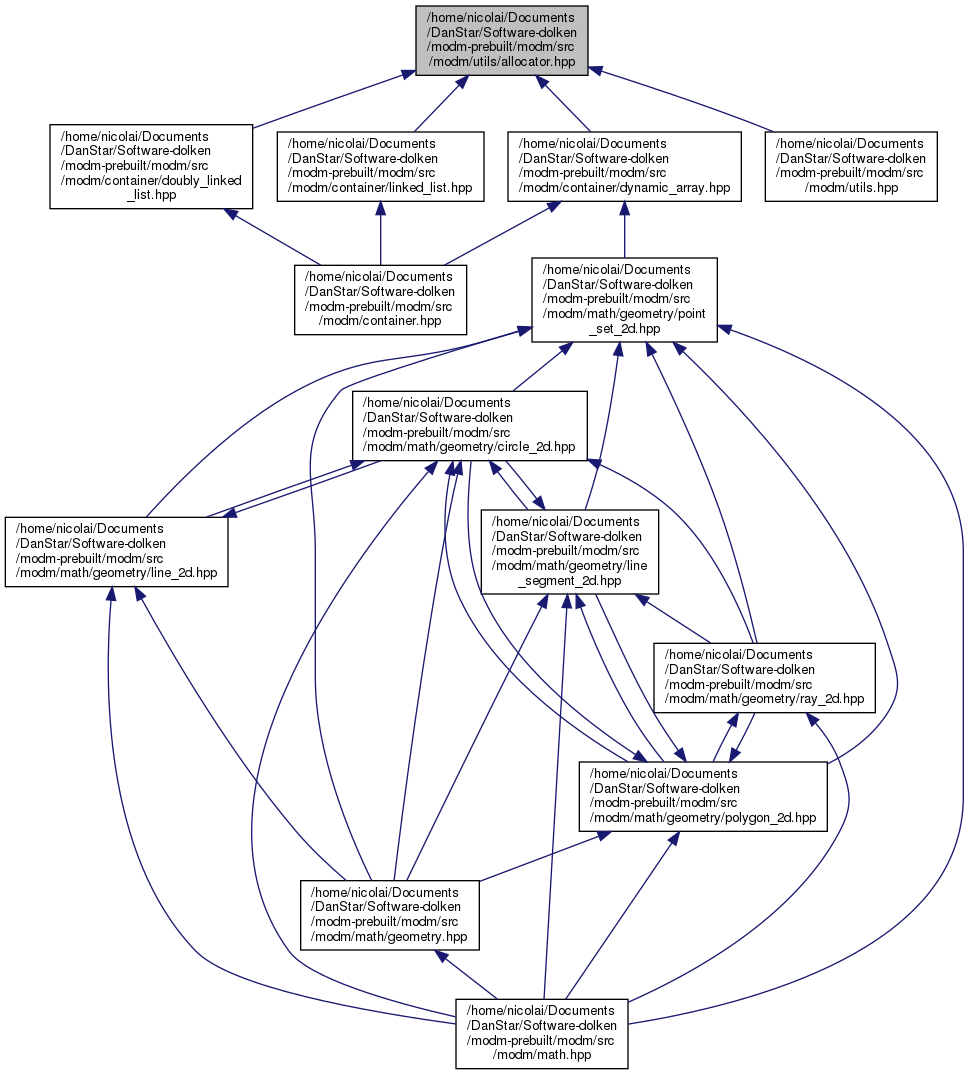 /home/nicolai/Documents
/DanStar/Software-dolken
/modm-prebuilt/modm/src
/modm/utils/allocator.hpp
/home/nicolai/Documents
/DanStar/Software-dolken
/modm-prebuilt/modm/src
/modm/container/doubly_linked
_list.hpp
/home/nicolai/Documents
/DanStar/Software-dolken
/modm-prebuilt/modm/src
/modm/container/linked_list.hpp
/home/nicolai/Documents
/DanStar/Software-dolken
/modm-prebuilt/modm/src
/modm/container/dynamic_array.hpp
/home/nicolai/Documents
/DanStar/Software-dolken
/modm-prebuilt/modm/src
/modm/utils.hpp
/home/nicolai/Documents
/DanStar/Software-dolken
/modm-prebuilt/modm/src
/modm/container.hpp
/home/nicolai/Documents
/DanStar/Software-dolken
/modm-prebuilt/modm/src
/modm/math/geometry/point
_set_2d.hpp
/home/nicolai/Documents
/DanStar/Software-dolken
/modm-prebuilt/modm/src
/modm/math/geometry/circle_2d.hpp
/home/nicolai/Documents
/DanStar/Software-dolken
/modm-prebuilt/modm/src
/modm/math/geometry/line_2d.hpp
/home/nicolai/Documents
/DanStar/Software-dolken
/modm-prebuilt/modm/src
/modm/math/geometry/line
_segment_2d.hpp
/home/nicolai/Documents
/DanStar/Software-dolken
/modm-prebuilt/modm/src
/modm/math/geometry/ray_2d.hpp
/home/nicolai/Documents
/DanStar/Software-dolken
/modm-prebuilt/modm/src
/modm/math/geometry/polygon_2d.hpp
/home/nicolai/Documents
/DanStar/Software-dolken
/modm-prebuilt/modm/src
/modm/math/geometry.hpp
/home/nicolai/Documents
/DanStar/Software-dolken
/modm-prebuilt/modm/src
/modm/math.hpp